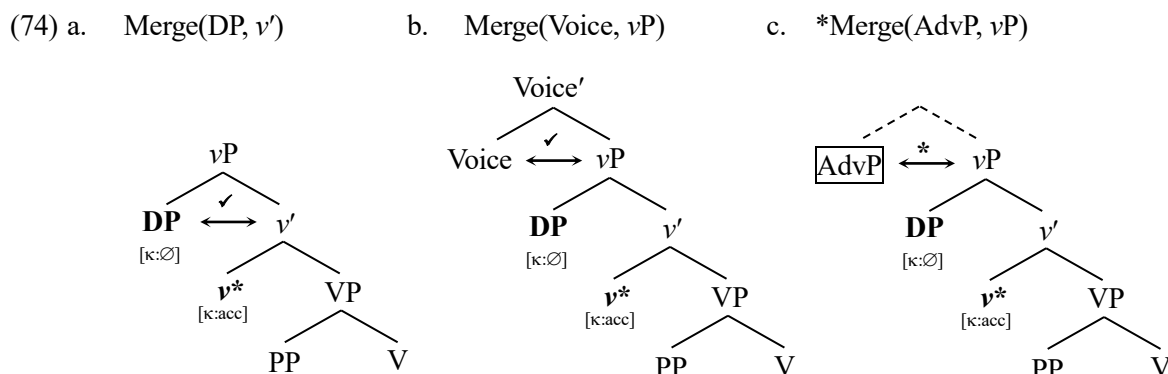 (74) a. Merge(DP, v′) b. Merge(Voice, vP) c. *Merge(AdvP, vP)
Voice′
✓ *
Voice vP AdvP vP
vP
✓
DP v′ DP v′ DP v′
[κ:∅] [κ:∅] [κ:∅]
v* VP v* VP v* VP
[κ:acc] [κ:acc] [κ:acc]
PP V PP V PP V